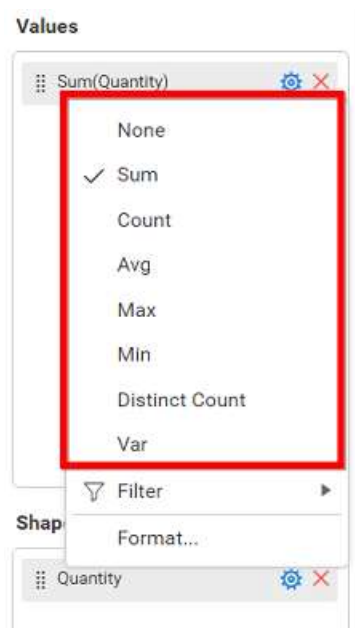 Values
Sum(Quantity)
None
Sum
Count
Avg
Max
Min
Distinct Count
Var
Filter
Format...
Quantity